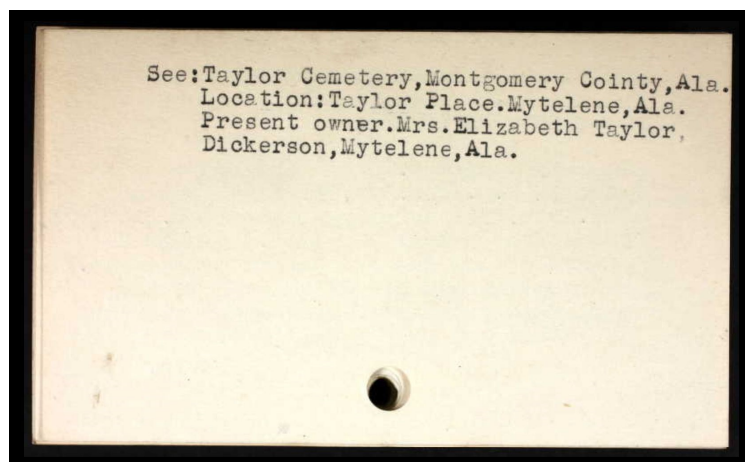 See:Taylor Cemetery,Montgomery Cointy,Ala.
Location:Taylor Place.Mytelene,Ala.
Present owner.Mrs.Elizabeth Taylor,
Dickerson,Mytelene,Ala.